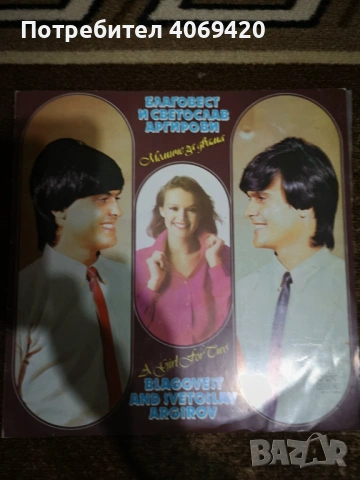 Потребител 4069420
БЛАГОВЕСТ
И СВЕТОСЛАВ
АРГИРОВИ
Момиче за двама
A Girl For Two
BLAGOVEST
AND SVETOSLAV
ARGIROV
BAZAR